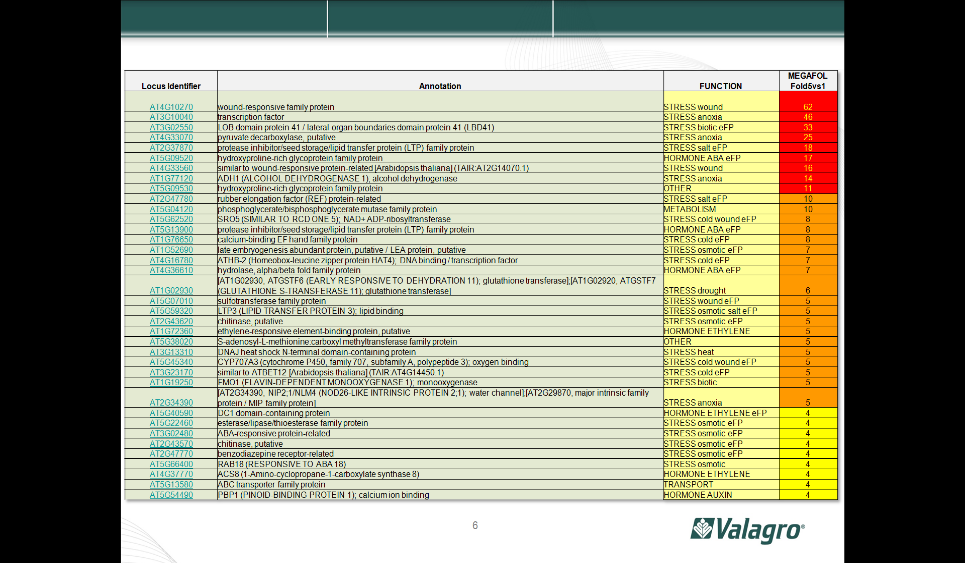 Locus Identifier Annotation FUNCTION MEGAFOL Fold5vs1
AT4G10270 wound-responsive family protein STRESS wound 62
AT3G10040 transcription factor STRESS anoxia 46
AT3G02550 LOB domain protein 41 / lateral organ boundaries domain protein 41 (LBD41) STRESS biotic eFP 33
AT4G33070 pyruvate decarboxylase, putative STRESS anoxia 25
AT2G37870 protease inhibitor/seed storage/lipid transfer protein (LTP) family protein STRESS salt eFP 18
AT5G09520 hydroxyproline-rich glycoprotein family protein HORMONE ABA eFP 17
AT4G33560 similar to wound-responsive protein-related [Arabidopsis thaliana] (TAIR:AT2G14070.1) STRESS wound 16
AT1G77120 ADH1 (ALCOHOL DEHYDROGENASE 1), alcohol dehydrogenase STRESS anoxia 14
AT5G09530 hydroxyproline-rich glycoprotein family protein OTHER 11
AT2G47780 rubber elongation factor (REF) protein-related STRESS salt eFP 10
AT5G04120 phosphoglycerate/bisphosphoglycerate mutase family protein METABOLISM 10
AT5G62520 SRO5 (SIMILAR TO RCD ONE 5); NAD+ ADP-ribosyltransferase STRESS cold wound eFP 8
AT5G13900 protease inhibitor/seed storage/lipid transfer protein (LTP) family protein HORMONE ABA eFP 8
AT1G76650 calcium-binding EF hand family protein STRESS cold eFP 8
AT1G52690 late embryogenesis abundant protein, putative / LEA protein, putative STRESS osmotic eFP 7
AT4G16780 ATHB-2 (Homeobox-leucine zipper protein HAT4); DNA binding / transcription factor STRESS cold eFP 7
AT4G36610 hydrolase, alpha/beta fold family protein HORMONE ABA eFP 7
[AT1G02930, ATGSTF6 (EARLY RESPONSIVE TO DEHYDRATION 11); glutathione transferase];[AT1G02920, ATGSTF7
AT1G02930 (GLUTATHIONE S-TRANSFERASE 11); glutathione transferase] STRESS drought 6
AT5G07010 sulfotransferase family protein STRESS wound eFP 5
AT5G59320 LTP3 (LIPID TRANSFER PROTEIN 3); lipid binding STRESS osmotic salt eFP 5
AT2G43620 chitinase, putative STRESS osmotic eFP 5
AT1G72360 ethylene-responsive element-binding protein, putative HORMONE ETHYLENE 5
AT5G38020 S-adenosyl-L-methionine:carboxyl methyltransferase family protein OTHER 5
AT3G13310 DNAJ heat shock N-terminal domain-containing protein STRESS heat 5
AT5G45340 CYP707A3 (cytochrome P450, family 707, subfamily A, polypeptide 3); oxygen binding STRESS cold wound eFP 5
AT3G23170 similar to ATBET12 [Arabidopsis thaliana] (TAIR:AT4G14450.1) STRESS cold eFP 5
AT1G19250 FMO1 (FLAVIN-DEPENDENT MONOOXYGENASE 1); monooxygenase STRESS biotic 5
[AT2G34390, NIP2;1/NLM4 (NOD26-LIKE INTRINSIC PROTEIN 2;1); water channel];[AT2G29870, major intrinsic family
AT2G34390 protein / MIP family protein] STRESS anoxia 5
AT5G40590 DC1 domain-containing protein HORMONE ETHYLENE eFP 4
AT5G22460 esterase/lipase/thioesterase family protein STRESS osmotic eFP 4
AT3G02480 ABA-responsive protein-related STRESS osmotic eFP 4
AT2G43570 chitinase, putative STRESS osmotic eFP 4
AT2G47770 benzodiazepine receptor-related STRESS osmotic eFP 4
AT5G66400 RAB18 (RESPONSIVE TO ABA 18) STRESS osmotic 4
AT4G37770 ACS8 (1-Amino-cyclopropane-1-carboxylate synthase 8) HORMONE ETHYLENE 4
AT5G13580 ABC transporter family protein TRANSPORT 4
AT5G54490 PBP1 (PINOID BINDING PROTEIN 1); calcium ion binding HORMONE AUXIN 4
6
Valagro